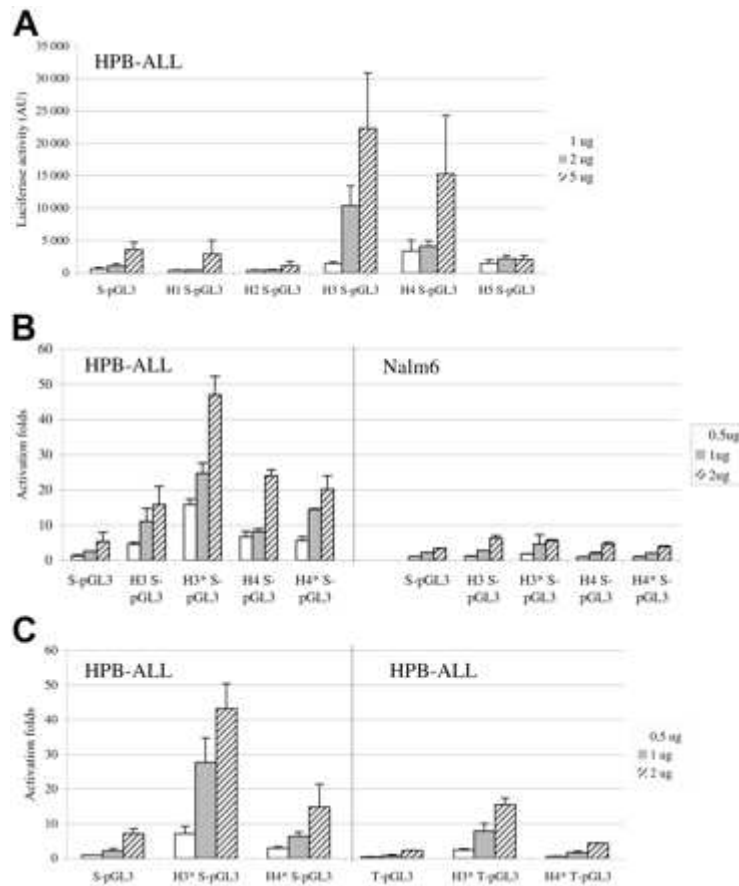 A
HPB-ALL
Luciferase activity (AU)
35 000
30 000
25 000
20 000
15 000
10 000
5 000
0
S-pGL3 H1 S-pGL3 H2 S-pGL3 H3 S-pGL3 H4 S-pGL3 H5 S-pGL3
1 ug
2 ug
5 ug
B
HPB-ALL Nalm6
Activation folds
60
50
40
30
20
10
0
S-pGL3 H3 S- H3* S- H4 S- H4* S- S-pGL3 H3 S- H3* S- H4 S- H4* S-
pGL3 pGL3 pGL3 pGL3 pGL3 pGL3 pGL3 pGL3
0.5ug
1ug
2ug
C
HPB-ALL HPB-ALL
Activation folds
60
50
40
30
20
10
0
S-pGL3 H3* S-pGL3 H4* S-pGL3 T-pGL3 H3* T-pGL3 H4* T-pGL3
0,5 ug
1 ug
2 ug